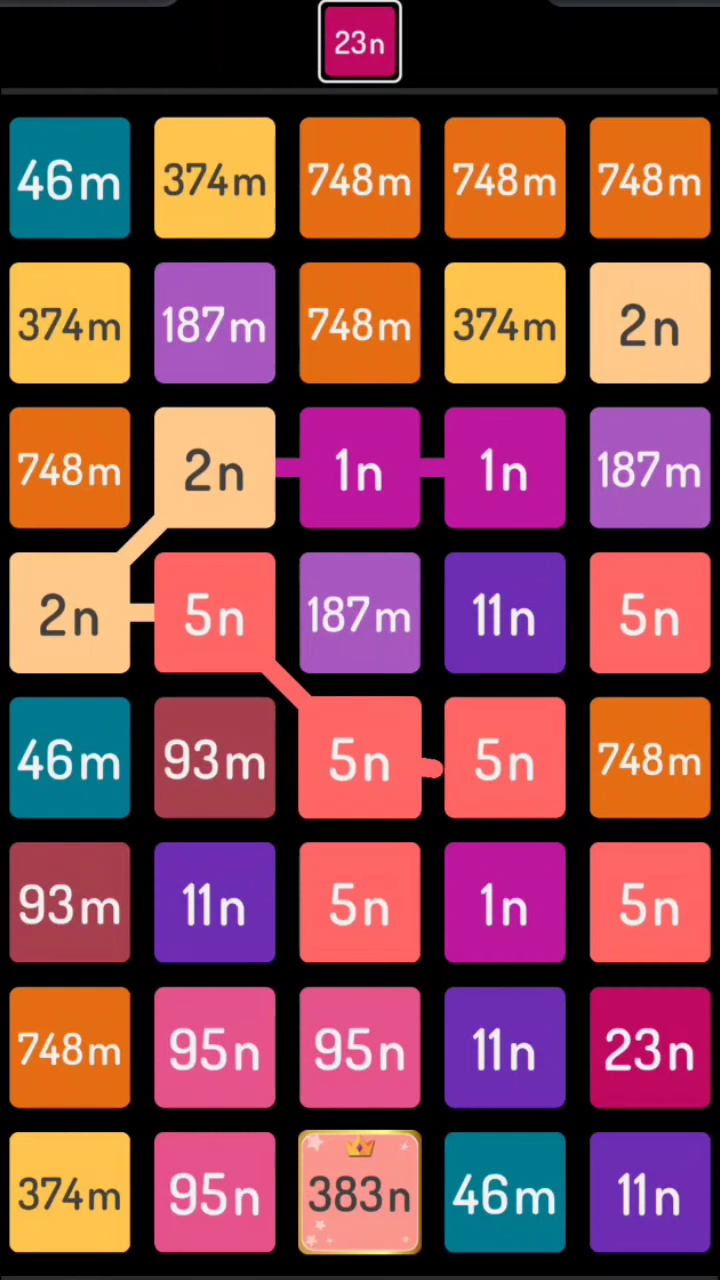 23n
46m 374m 748m 748m 748m
374m 187m 748m 374m 2n
748m 2n 1n 1n 187m
2n 5n 187m 11n 5n
46m 93m 5n 5n 748m
93m 11n 5n 1n 5n
748m 95n 95n 11n 23n
374m 95n 383n 46m 11n